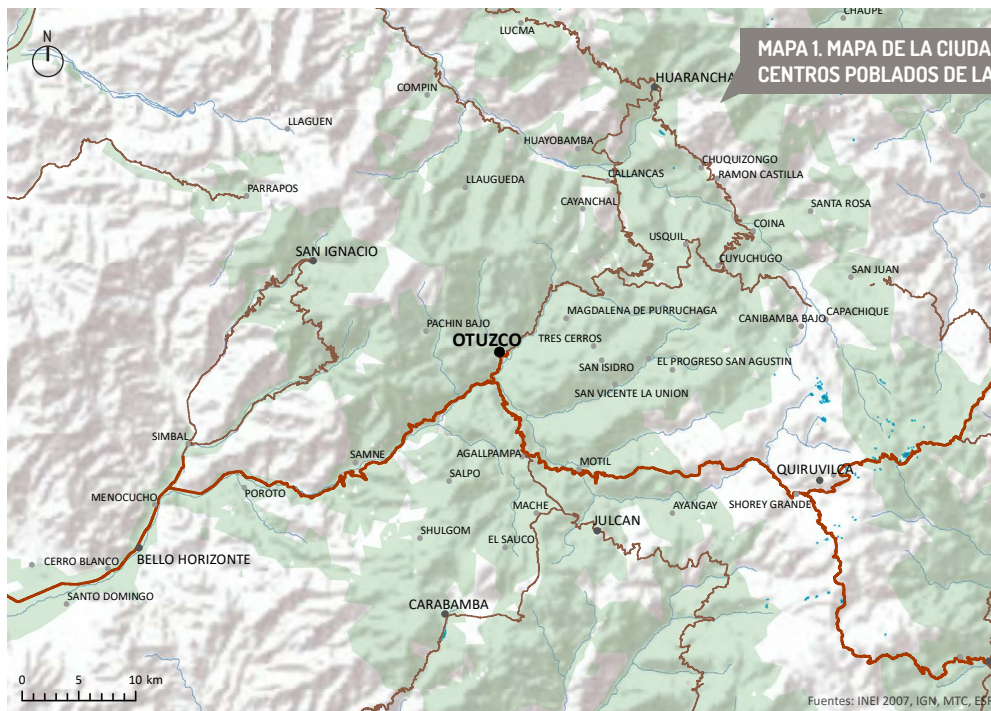 CHAUPE
LUCMA
N
MAPA 1. MAPA DE LA CIUDA
CENTROS POBLADOS DE LA
HUARANCHA
COMPIN
LLAGUEN
HUAYOBAMBA
CHUQUIZONGO
LLAUGUEDA
CALLANCAS
RAMON CASTILLA
PARRAPOS
CAYANCHAL
SANTA ROSA
COINA
USQUIL
SAN IGNACIO
CUYUCHUGO
SAN JUAN
MAGDALENA DE PURRUCHAGA
CANIBAMBA BAJO
CAPACHIQUE
PACHIN BAJO
OTUZCO
TRES CERROS
SAN ISIDRO
EL PROGRESO SAN AGUSTIN
SAN VICENTE LA UNION
SIMBAL
SAMNE
AGALLPAMPA
MOTIL
QUIRUVILCA
SALPO
MENOCUCHO
POROTO
MACHE
AYANGAY
SHOREY GRANDE
JULCAN
SHULGOM
EL SAUCO
CERRO BLANCO
BELLO HORIZONTE
SANTO DOMINGO
CARABAMBA
0 5 10 km
Fuentes: INEI 2007, IGN, MTC, ESR